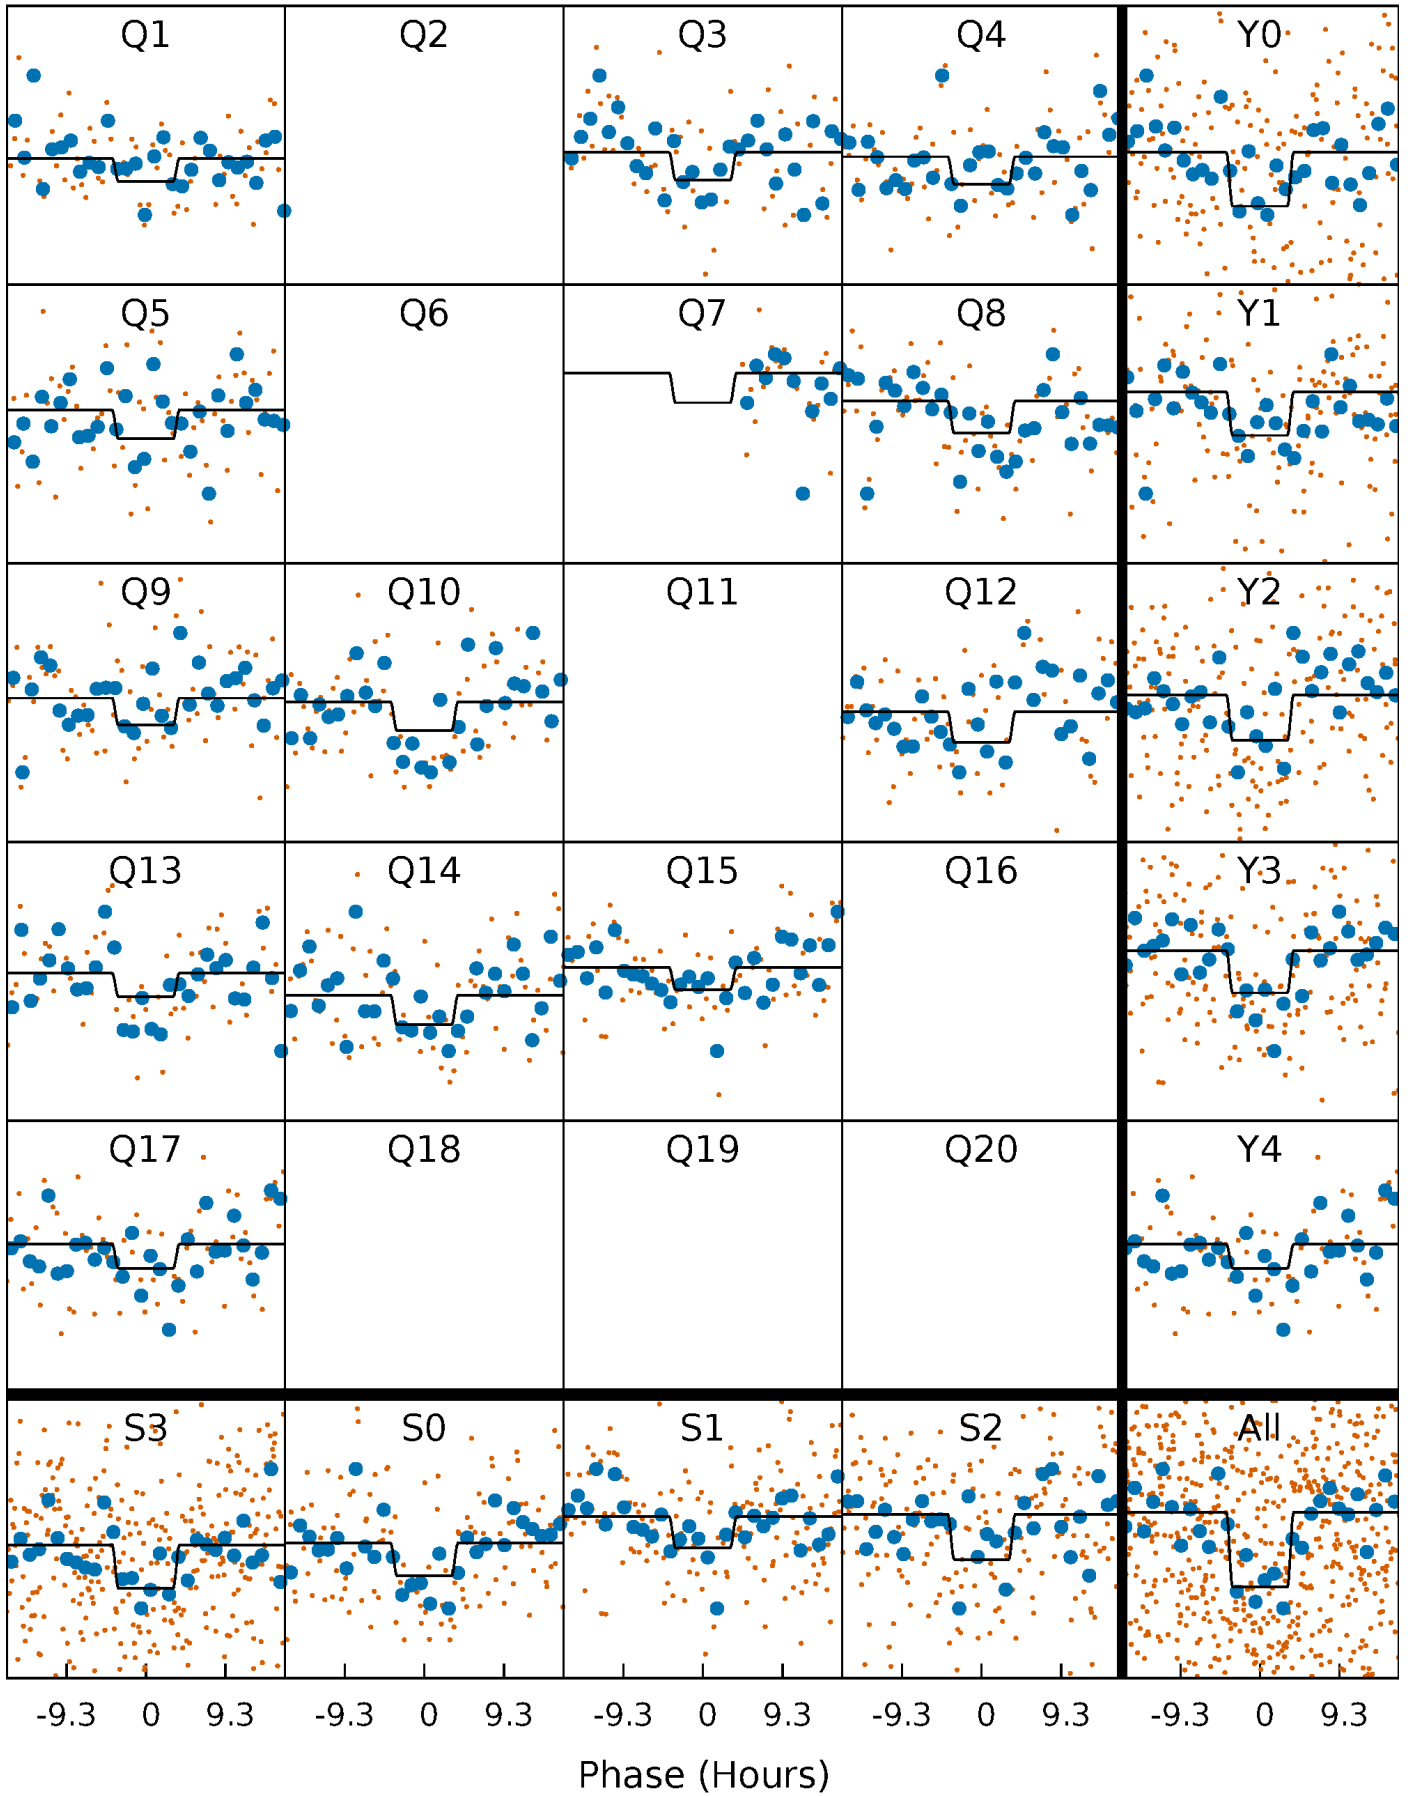 Q1 Q2 Q3 Q4 Y0
Q5 Q6 Q7 Q8 Y1
Q9 Q10 Q11 Q12 Y2
Q13 Q14 Q15 Q16 Y3
Q17 Q18 Q19 Q20 Y4
S3 S0 S1 S2 All
-9.3 0 9.3 -9.3 0 9.3 -9.3 0 9.3 -9.3 0 9.3 -9.3 0 9.3
Phase (Hours)